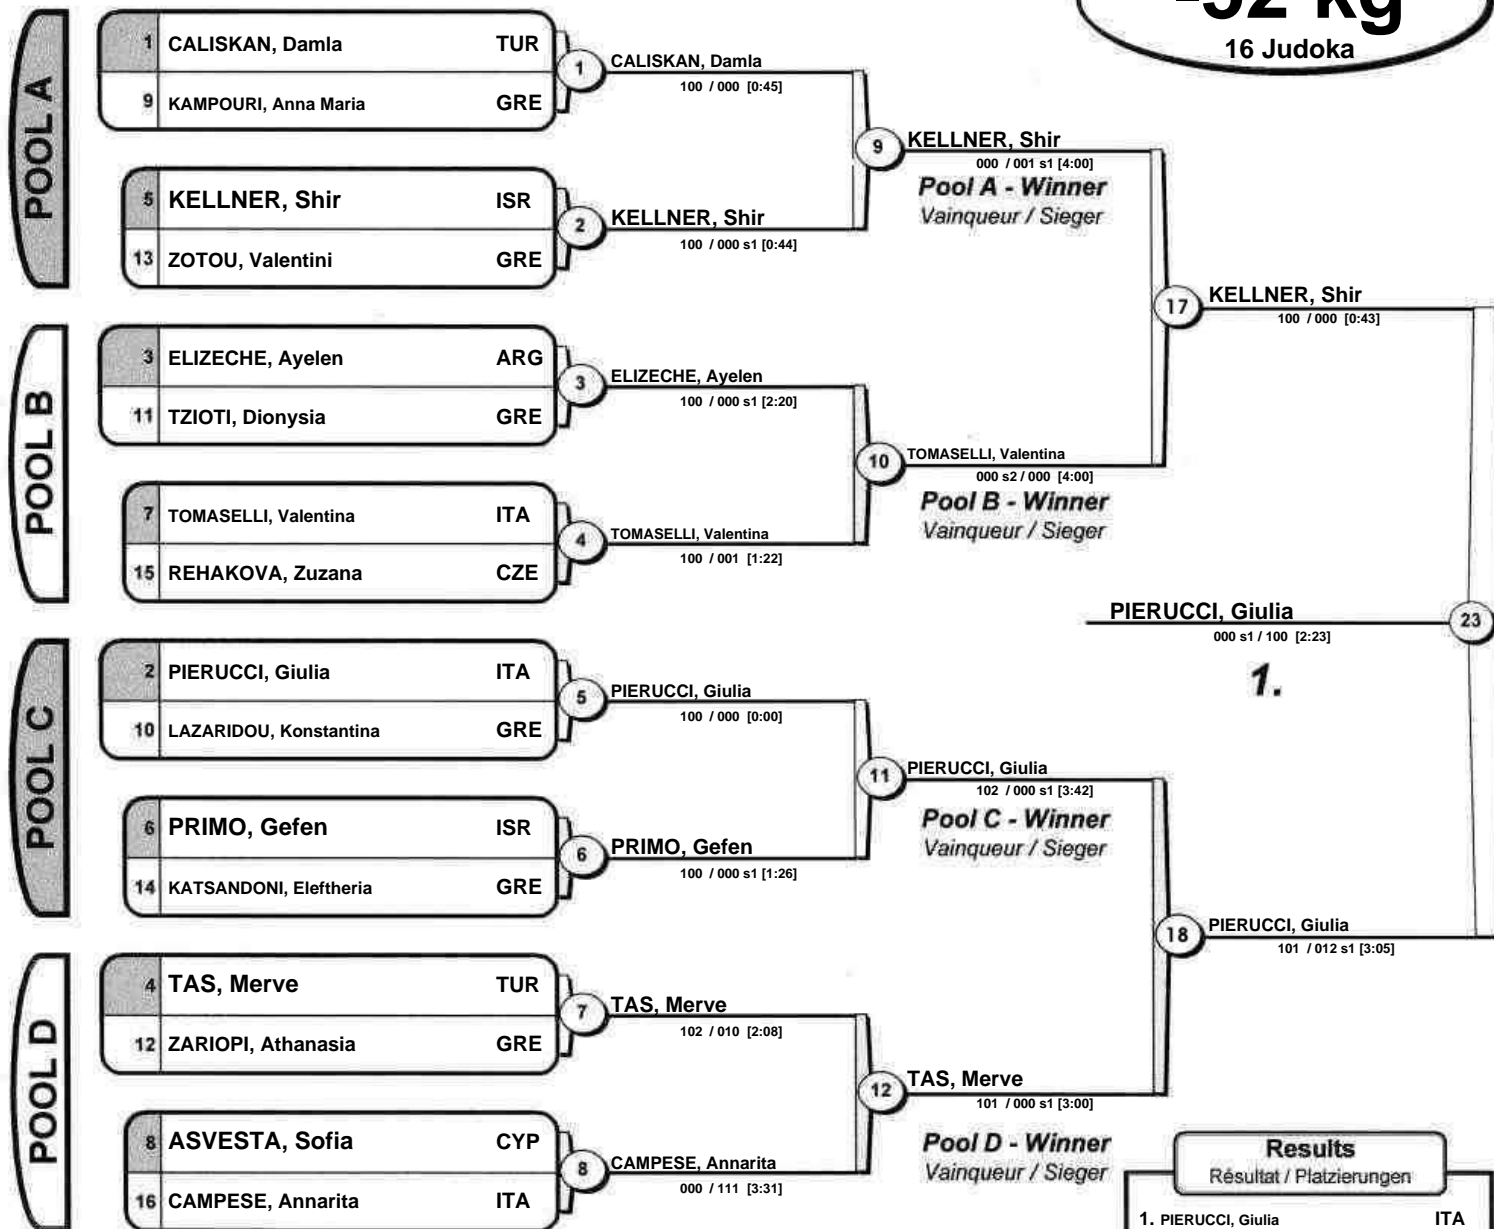 -52 kg
16 Judoka
POOL A
1 CALISKAN, Damla TUR
9 KAMPOURI, Anna Maria GRE
1
CALISKAN, Damla
100 / 000 [0:45]
5 KELLNER, Shir ISR
13 ZOTOU, Valentini GRE
2
KELLNER, Shir
100 / 000 s1 [0:44]
9
KELLNER, Shir
000 / 001 s1 [4:00]
Pool A - Winner
Vainqueur / Sieger
POOL B
3 ELIZECHE, Ayelen ARG
11 TZIOTI, Dionysia GRE
3
ELIZECHE, Ayelen
100 / 000 s1 [2:20]
7 TOMASELLI, Valentina ITA
15 REHAKOVA, Zuzana CZE
4
TOMASELLI, Valentina
100 / 001 [1:22]
10
TOMASELLI, Valentina
000 s2 / 000 [4:00]
Pool B - Winner
Vainqueur / Sieger
17
KELLNER, Shir
100 / 000 [0:43]
PIERUCCI, Giulia
000 s1 / 100 [2:23]
1.
23
POOL C
2 PIERUCCI, Giulia ITA
10 LAZARIDOU, Konstantina GRE
5
PIERUCCI, Giulia
100 / 000 [0:00]
6 PRIMO, Gefen ISR
14 KATSANDONI, Eleftheria GRE
6
PRIMO, Gefen
100 / 000 s1 [1:26]
11
PIERUCCI, Giulia
102 / 000 s1 [3:42]
Pool C - Winner
Vainqueur / Sieger
POOL D
4 TAS, Merve TUR
12 ZARIOPI, Athanasia GRE
7
TAS, Merve
102 / 010 [2:08]
8 ASVESTA, Sofia CYP
16 CAMPESE, Annarita ITA
8
CAMPESE, Annarita
000 / 111 [3:31]
12
TAS, Merve
101 / 000 s1 [3:00]
Pool D - Winner
Vainqueur / Sieger
18
PIERUCCI, Giulia
101 / 012 s1 [3:05]
Results
Résultat / Platzierungen
1. PIERUCCI, Giulia ITA